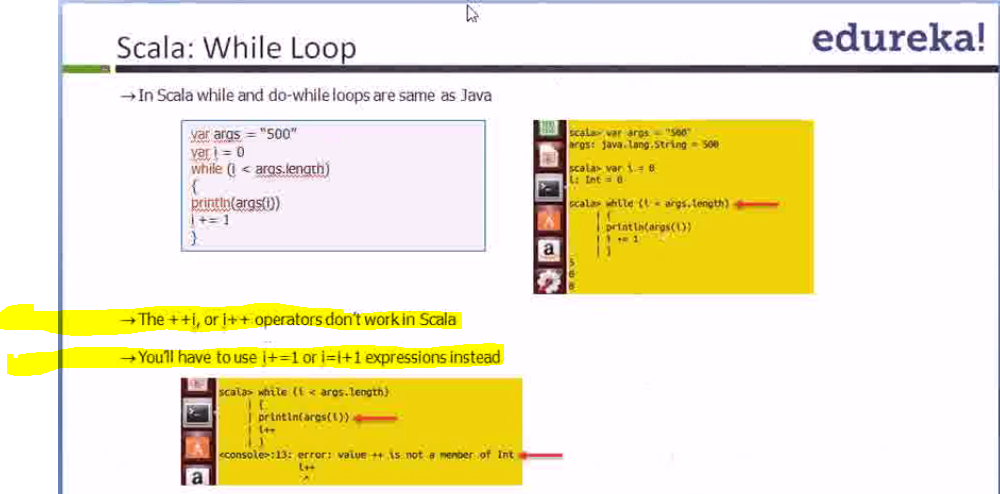 Scala: While Loop
edureka!
→In Scala while and do-while loops are same as Java
var args = "500"
var i = 0
while (i < args.length)
{
println(args(i))
i += 1
}
scala> var args = "500"
args: java.lang.String = 500
scala> var i = 0
i: Int = 0
scala> while (i < args.length)
| {
| println(args(i))
| i += 1
| }
5
0
0
→The ++i, or i++ operators don't work in Scala
→You'll have to use i+=1 or i=i+1 expressions instead
scala> while (i < args.length)
| {
| println(args(i))
| i++
| }
<console>:13: error: value ++ is not a member of Int
i++
^